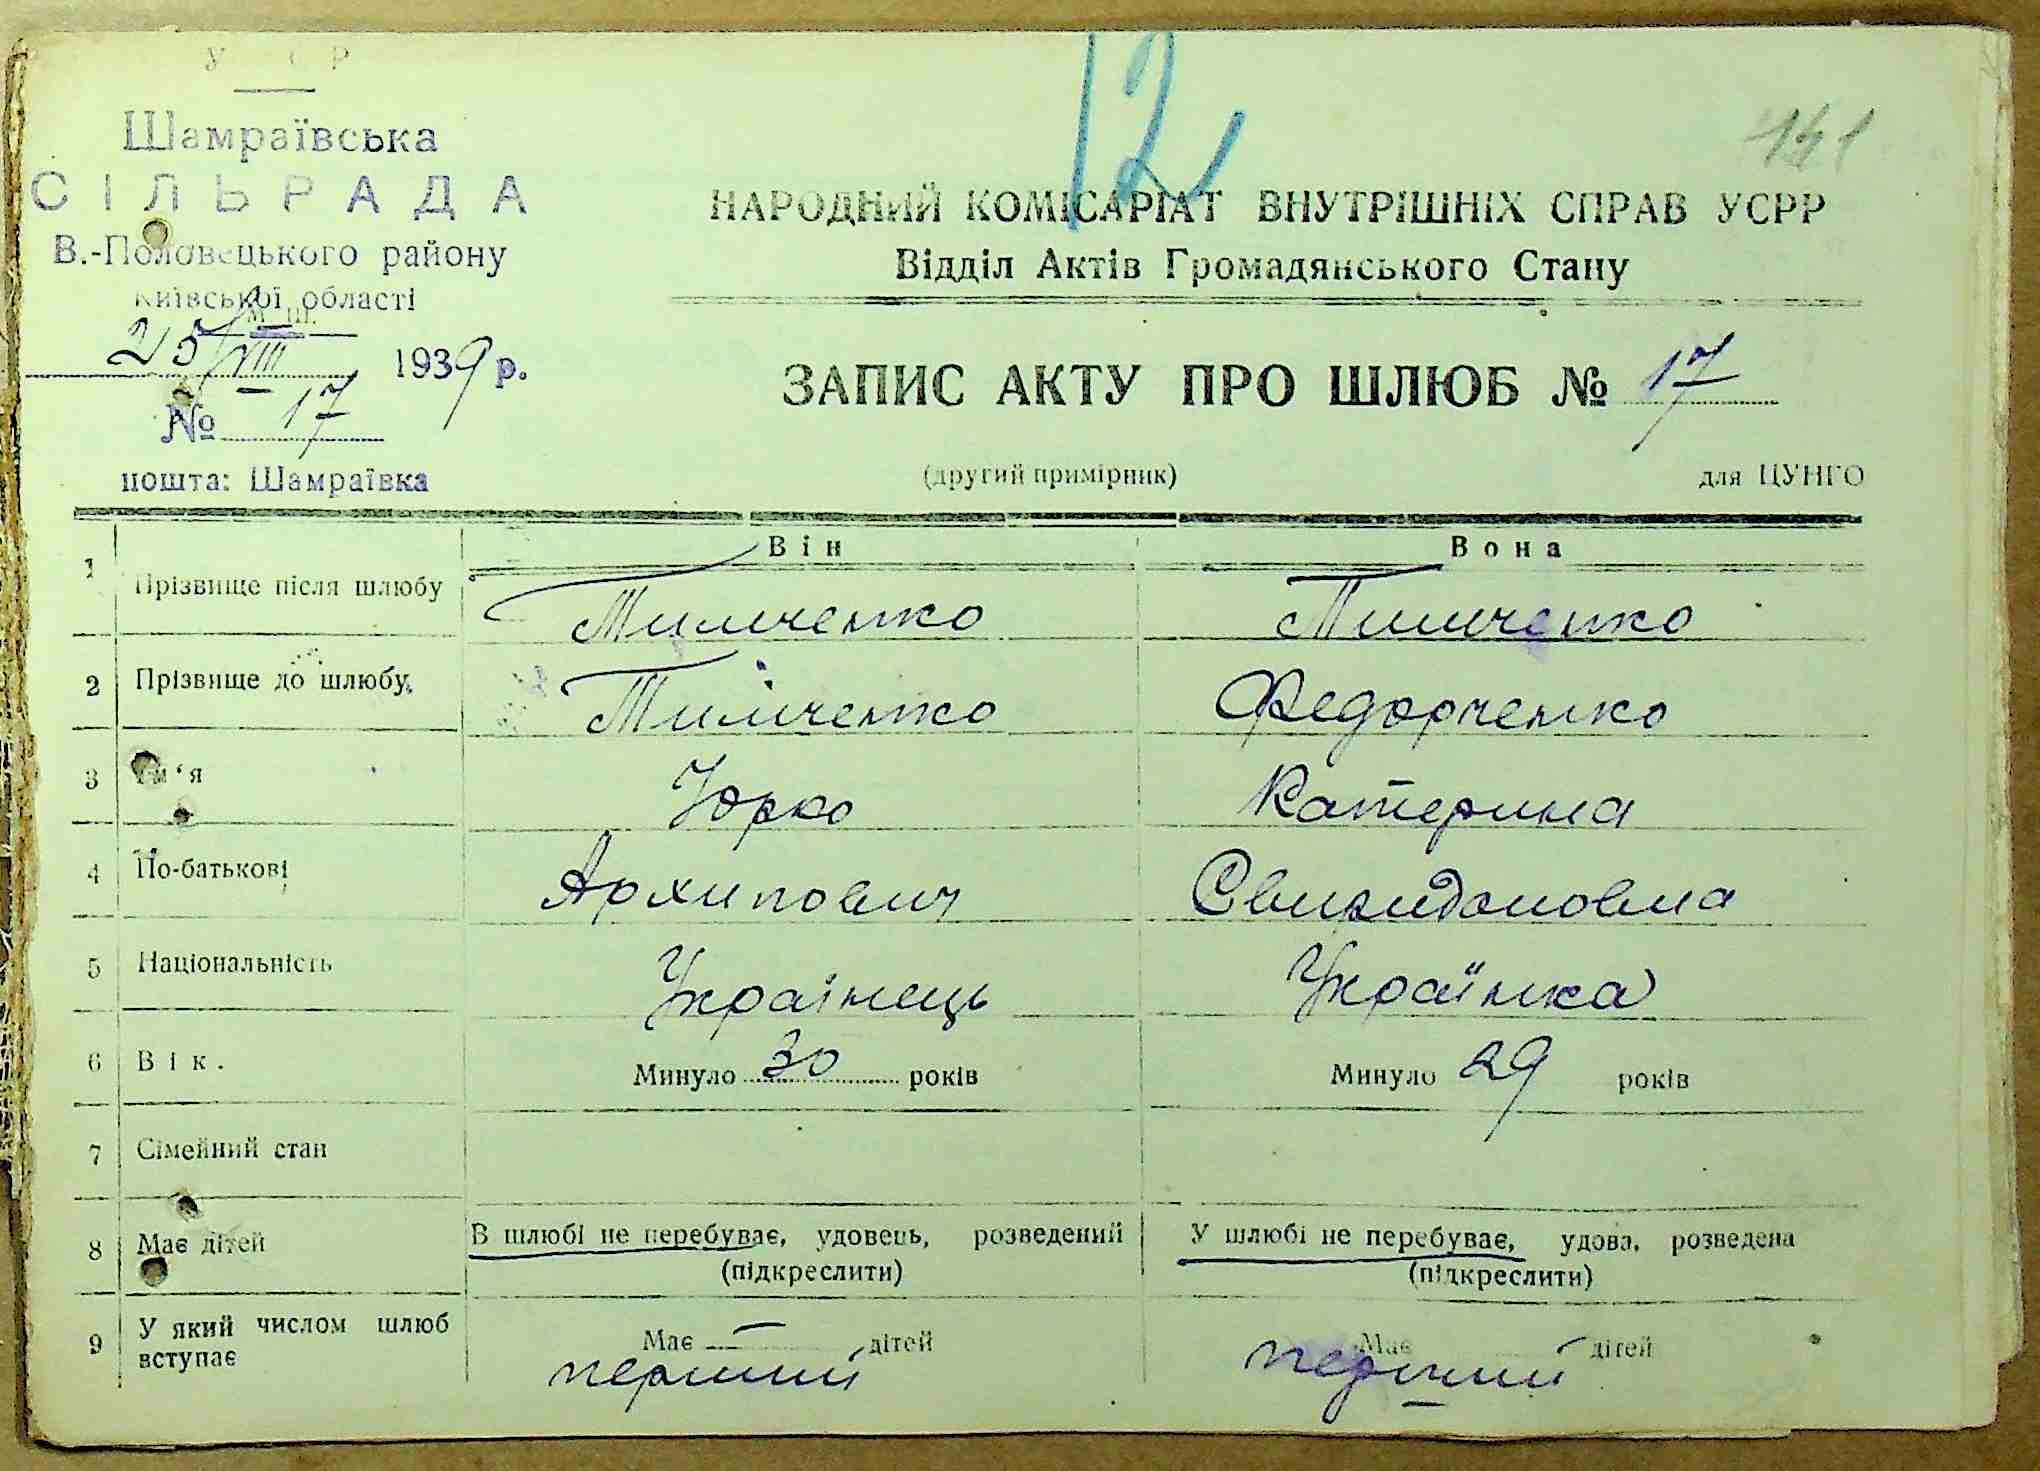 12
141
У С Р
Шамраївська
СІЛЬРАДА
В.-Половецького району
Київської області
25/VIII 1939 р.
№ 17
пошта: Шамраївка
НАРОДНИЙ КОМІСАРІАТ ВНУТРІШНІХ СПРАВ УСРР
Відділ Актів Громадянського Стану
ЗАПИС АКТУ ПРО ШЛЮБ № 17
(другий примірник) для ЦУНГО
Він Вона
1 Прізвище після шлюбу Тимченко Тимченко
2 Прізвище до шлюбу Тимченко Федорченко
3 Ім‘я Юрко Катерина
4 По-батькові Архипович Свиридоновна
5 Національність Українець Українка
6 Вік. Минуло 30 років Минуло 29 років
7 Сімейний стан
8 Має дітей В шлюбі не перебуває, удовець, розведений У шлюбі не перебуває, удова, розведена
(підкреслити) (підкреслити)
9 У який числом шлюб вступає Має — дітей Має дітей
перший перший